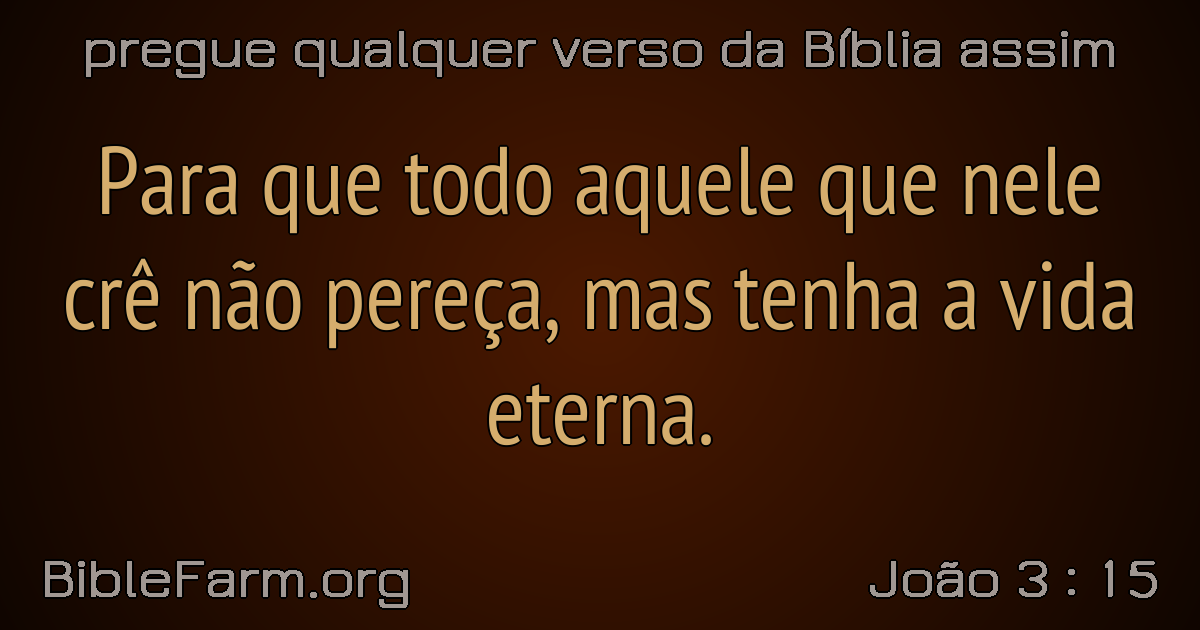 pregue qualquer verso da Bíblia assim
Para que todo aquele que nele
crê não pereça, mas tenha a vida
eterna.
BibleFarm.org
João 3 : 15